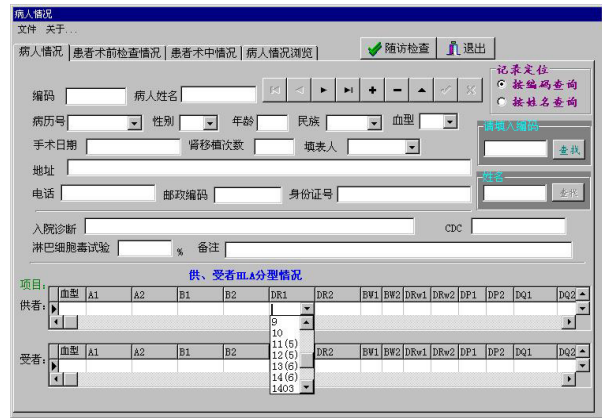 病人情况
文件 关于...
病人情况 患者术前检查情况 患者术中情况 病人情况浏览 随访检查 退出
记录定位
按编码查询
按姓名查询
编码 病人姓名
病历号 性别 年龄 民族 血型
请填入编码
查找
手术日期 肾移植次数 填表人
地址
姓名
查找
电话 邮政编码 身份证号
入院诊断 CDC
淋巴细胞毒试验 % 备注
供、受者HLA分型情况
项目:
血型 A1 A2 B1 B2 DR1 DR2 BW1 BW2 DRw1 DRw2 DP1 DP2 DQ1 DQ2
供者:
9
10
11(5)
12(5)
13(6)
14(6)
1403
血型 A1 A2 B1 B2 DR2 BW1 BW2 DRw1 DRw2 DP1 DP2 DQ1 DQ2
受者: